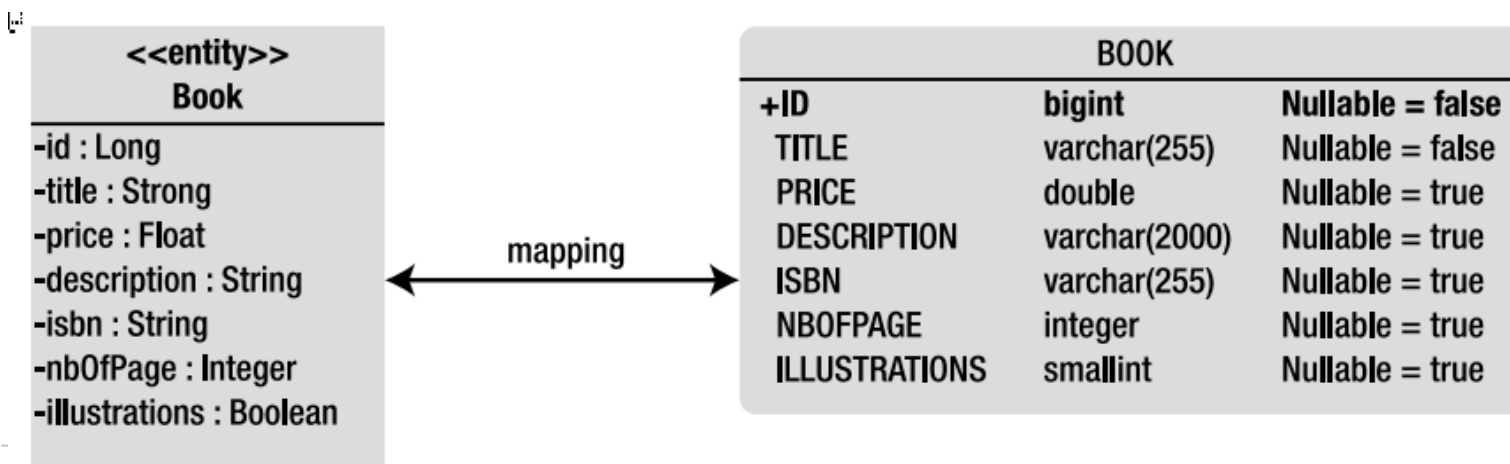 <<entity>>
Book
-id : Long
-title : Strong
-price : Float
-description : String
-isbn : String
-nbOfPage : Integer
-illustrations : Boolean
mapping
BOOK
+ID bigint Nullable = false
TITLE varchar(255) Nullable = false
PRICE double Nullable = true
DESCRIPTION varchar(2000) Nullable = true
ISBN varchar(255) Nullable = true
NBOFPAGE integer Nullable = true
ILLUSTRATIONS smallint Nullable = true